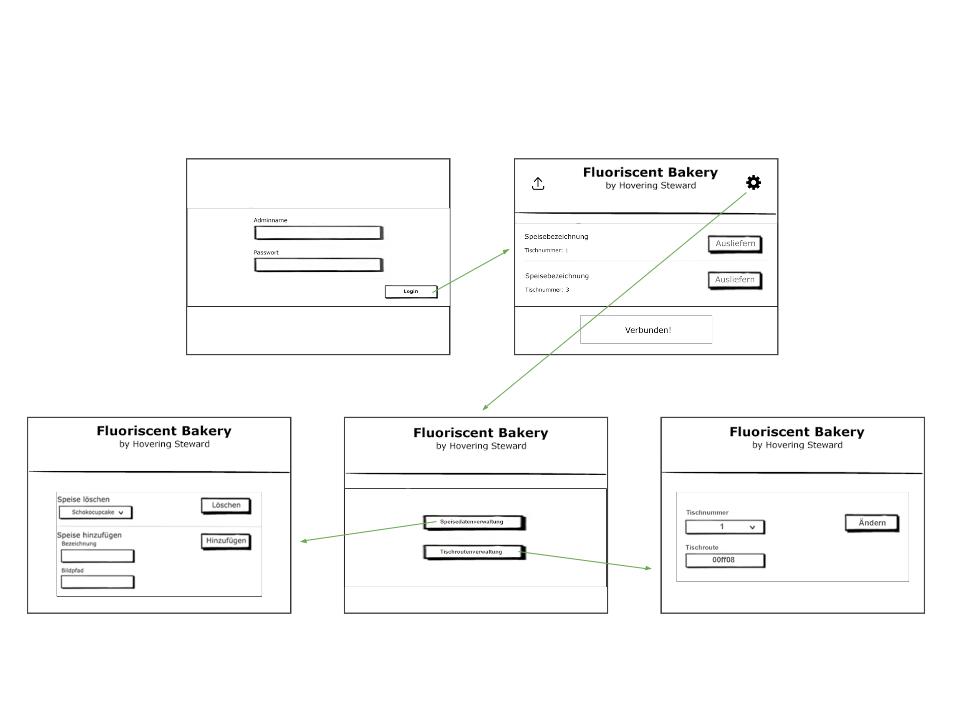 Adminname
Passwort
Login
Fluoriscent Bakery
by Hovering Steward
Speisebezeichnung
Ausliefern
Tischnummer: 1
Speisebezeichnung
Ausliefern
Tischnummer: 3
Verbunden!
Fluoriscent Bakery
by Hovering Steward
Speise löschen
Löschen
Schokocupcake
Speise hinzufügen
Hinzufügen
Bezeichnung
Bildpfad
Fluoriscent Bakery
by Hovering Steward
Speisedatenverwaltung
Tischroutenverwaltung
Fluoriscent Bakery
by Hovering Steward
Tischnummer
1
Ändern
Tischroute
00ff08